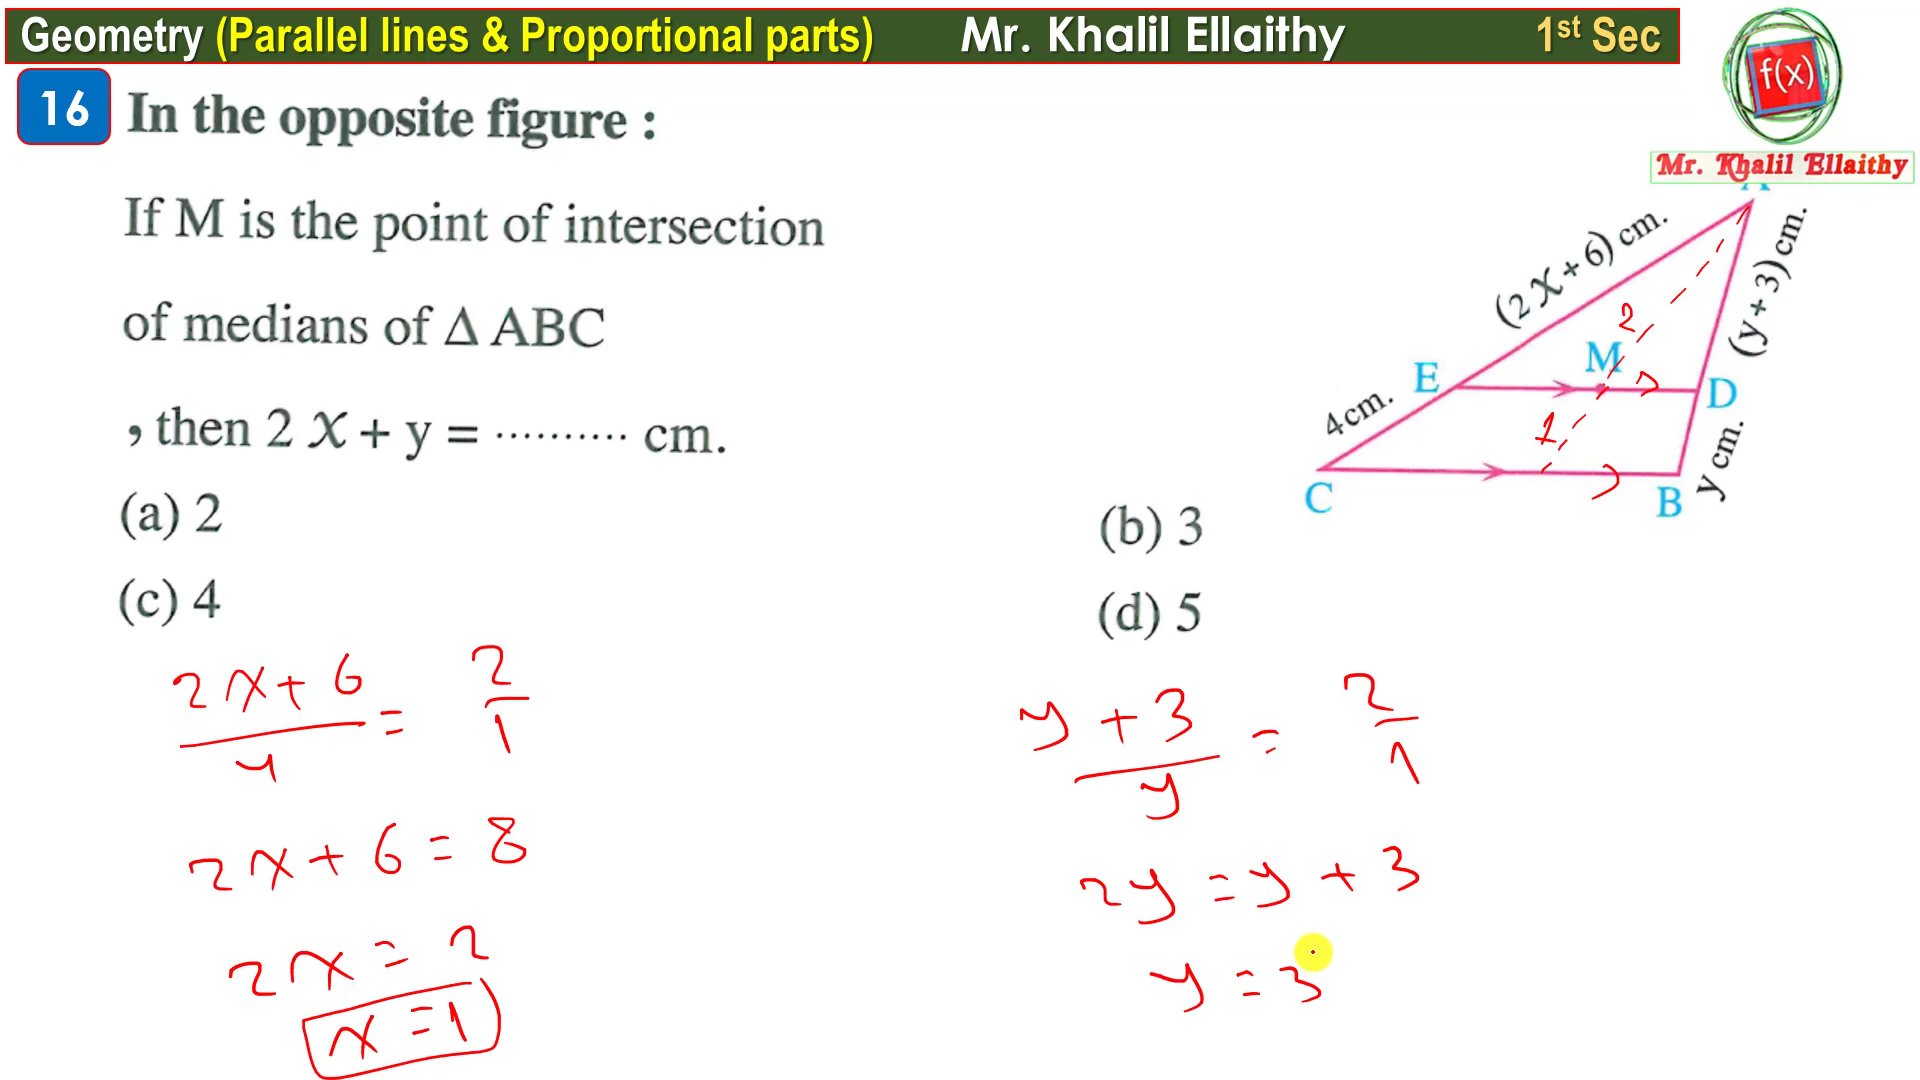 Geometry (Parallel lines & Proportional parts) Mr. Khalil Ellaithy 1st Sec
f(x)
Mr. Khalil Ellaithy
16 In the opposite figure :
If M is the point of intersection
of medians of Δ ABC
, then 2 x + y = ·········· cm.
(a) 2
(b) 3
(c) 4
(d) 5
A
(2 x + 6) cm.
(y + 3) cm.
2
M
E
D
4 cm.
1
y cm.
C
B
2x + 6 / 4 = 2 / 1
2x + 6 = 8
2x = 2
x = 1
y + 3 / y = 2 / 1
2y = y + 3
y = 3